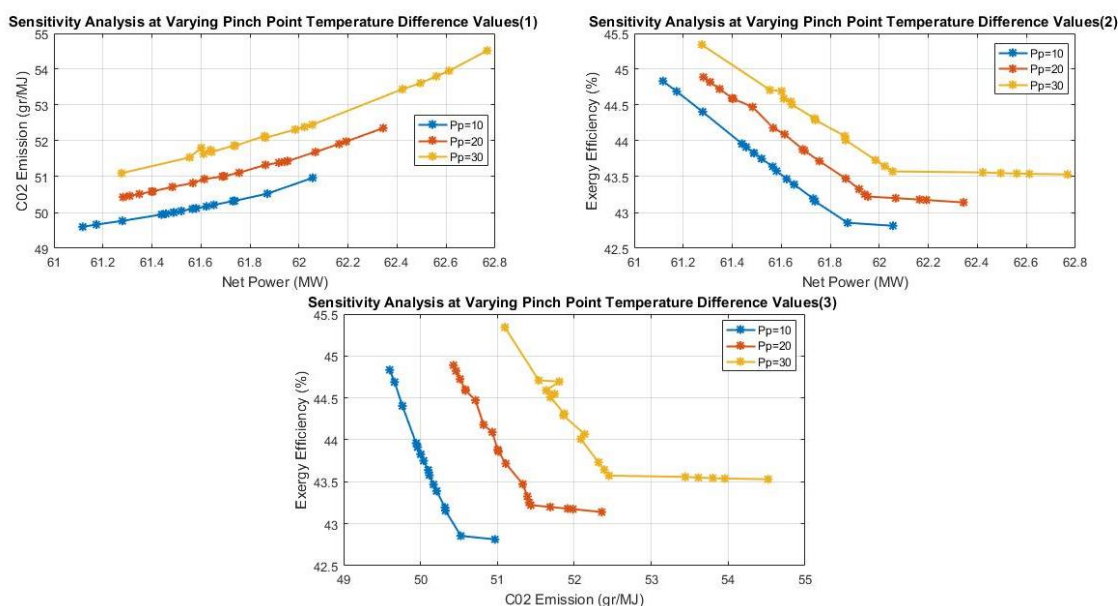 Sensitivity Analysis at Varying Pinch Point Temperature Difference Values(1)
55
54
53
52
51
50
49
C02 Emission (gr/MJ)
Pp=10
Pp=20
Pp=30
61 61.2 61.4 61.6 61.8 62 62.2 62.4 62.6 62.8
Net Power (MW)
Sensitivity Analysis at Varying Pinch Point Temperature Difference Values(2)
45.5
45
44.5
44
43.5
43
42.5
Exergy Efficiency (%)
Pp=10
Pp=20
Pp=30
61 61.2 61.4 61.6 61.8 62 62.2 62.4 62.6 62.8
Net Power (MW)
Sensitivity Analysis at Varying Pinch Point Temperature Difference Values(3)
45.5
45
44.5
44
43.5
43
42.5
Exergy Efficiency (%)
Pp=10
Pp=20
Pp=30
49 50 51 52 53 54 55
C02 Emission (gr/MJ)